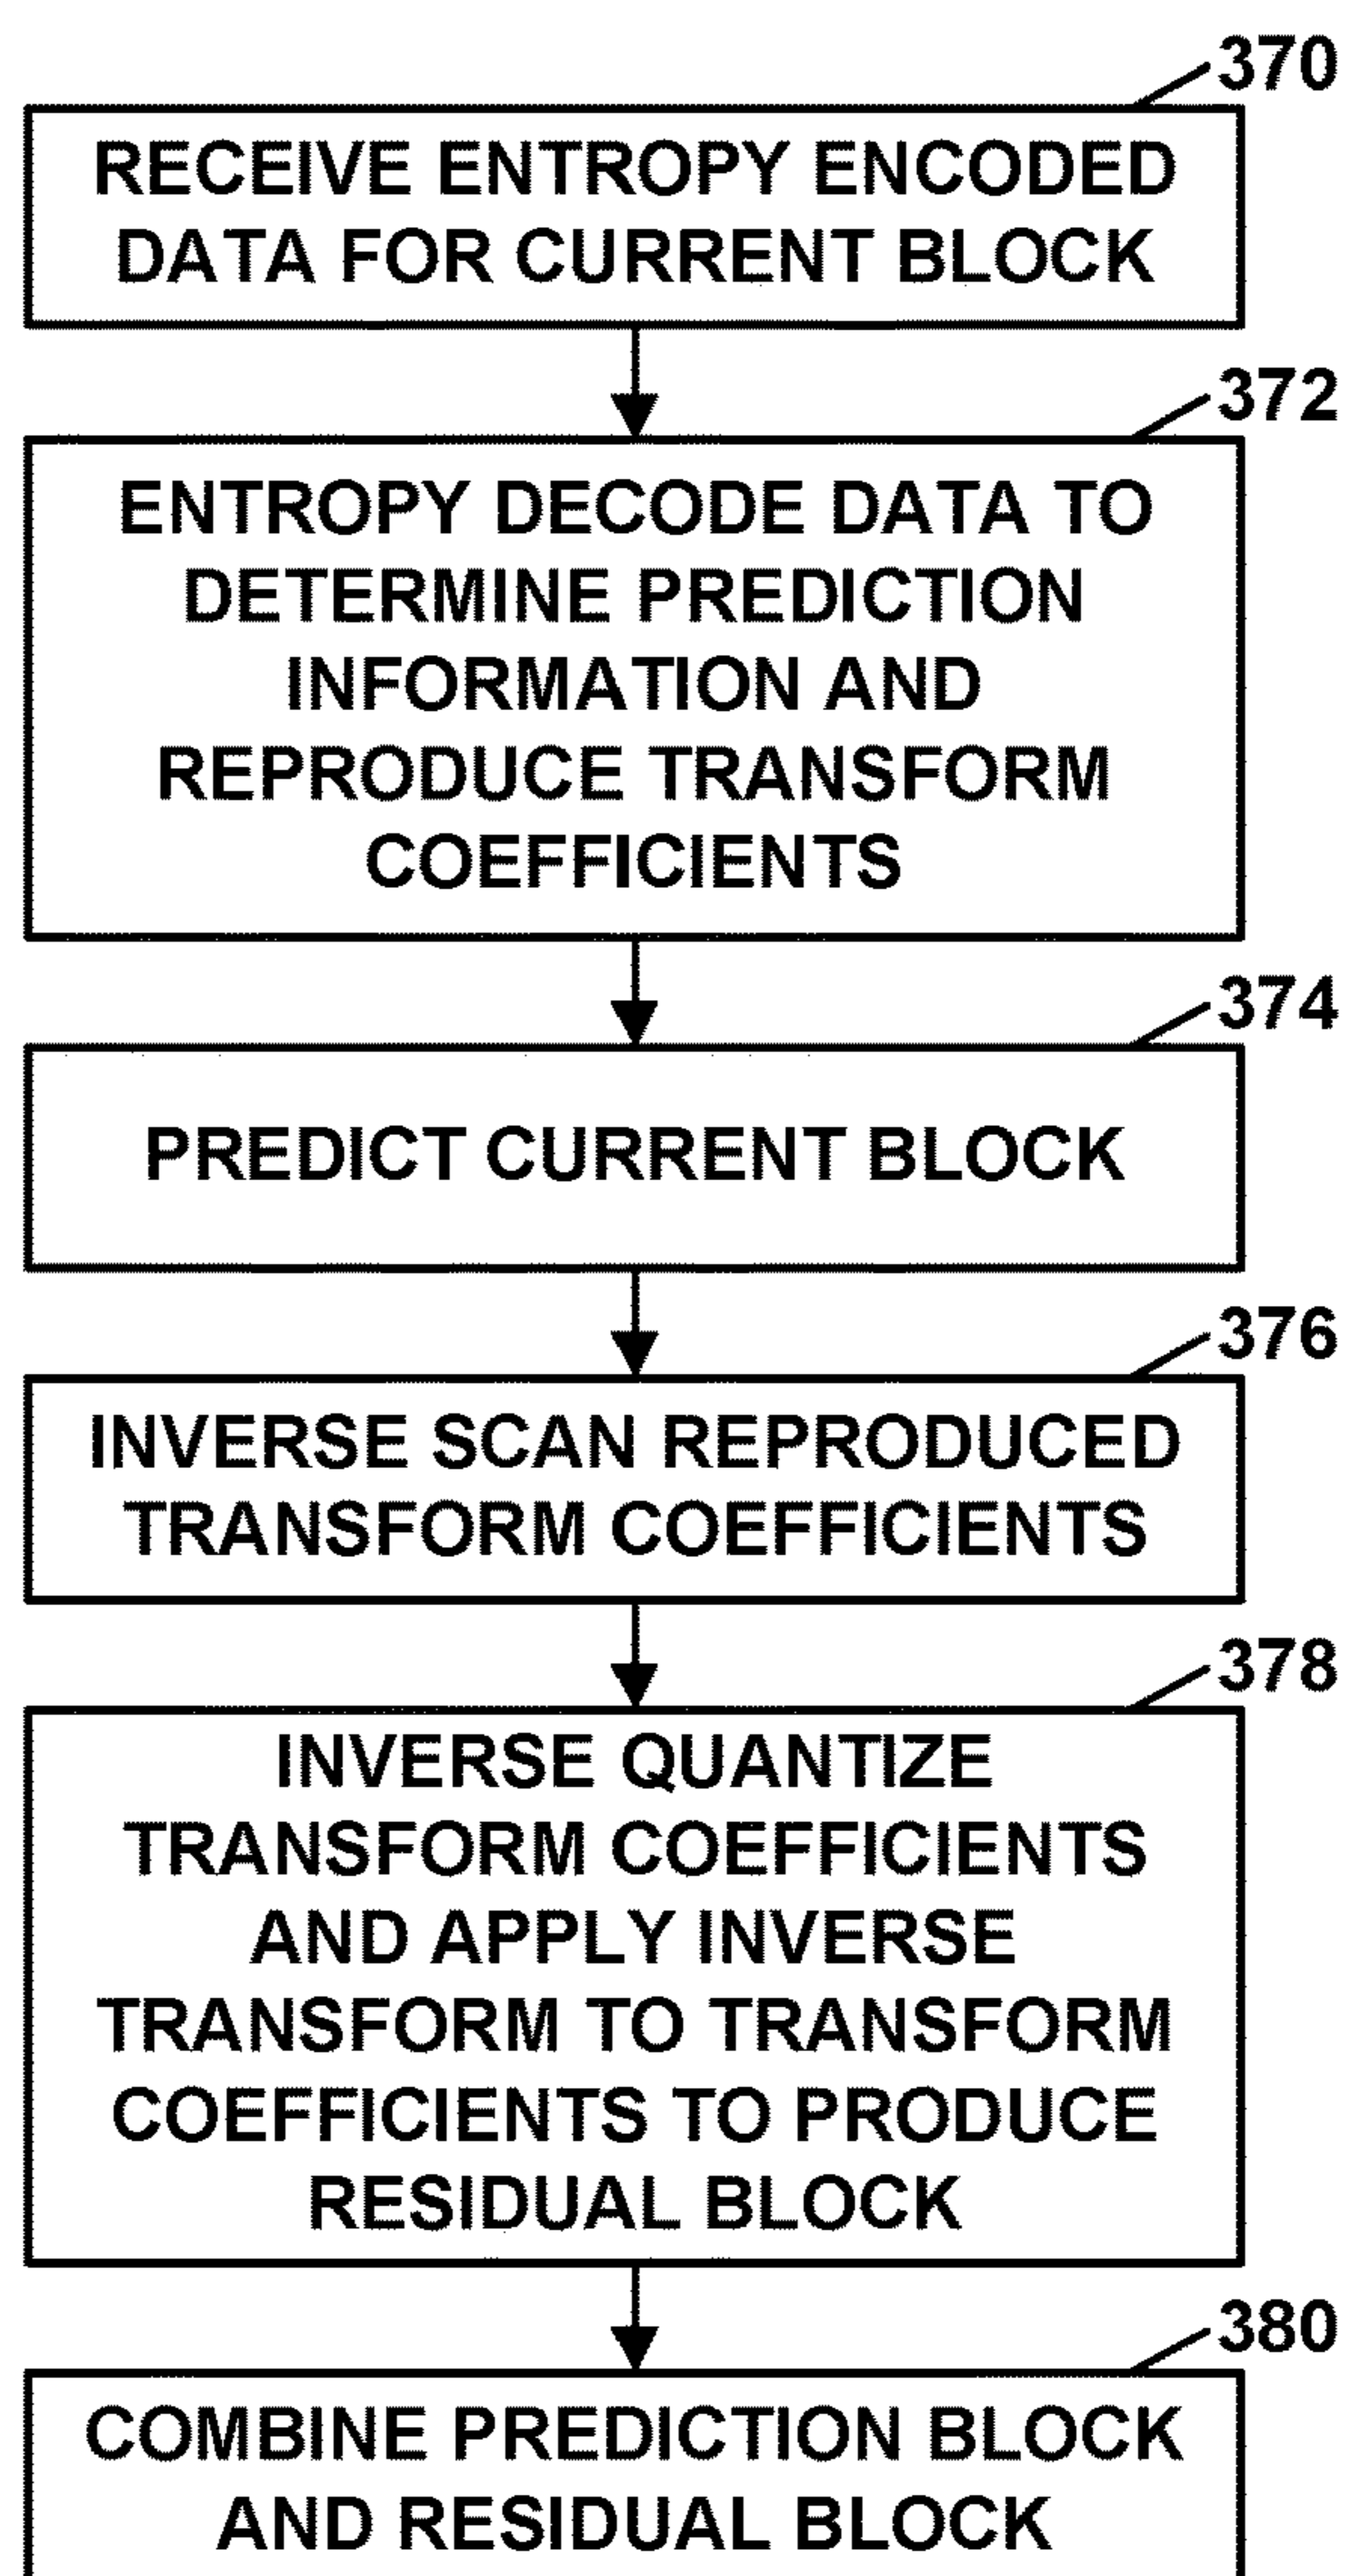 370
RECEIVE ENTROPY ENCODED
DATA FOR CURRENT BLOCK
372
ENTROPY DECODE DATA TO
DETERMINE PREDICTION
INFORMATION AND
REPRODUCE TRANSFORM
COEFFICIENTS
374
PREDICT CURRENT BLOCK
376
INVERSE SCAN REPRODUCED
TRANSFORM COEFFICIENTS
378
INVERSE QUANTIZE
TRANSFORM COEFFICIENTS
AND APPLY INVERSE
TRANSFORM TO TRANSFORM
COEFFICIENTS TO PRODUCE
RESIDUAL BLOCK
380
COMBINE PREDICTION BLOCK
AND RESIDUAL BLOCK